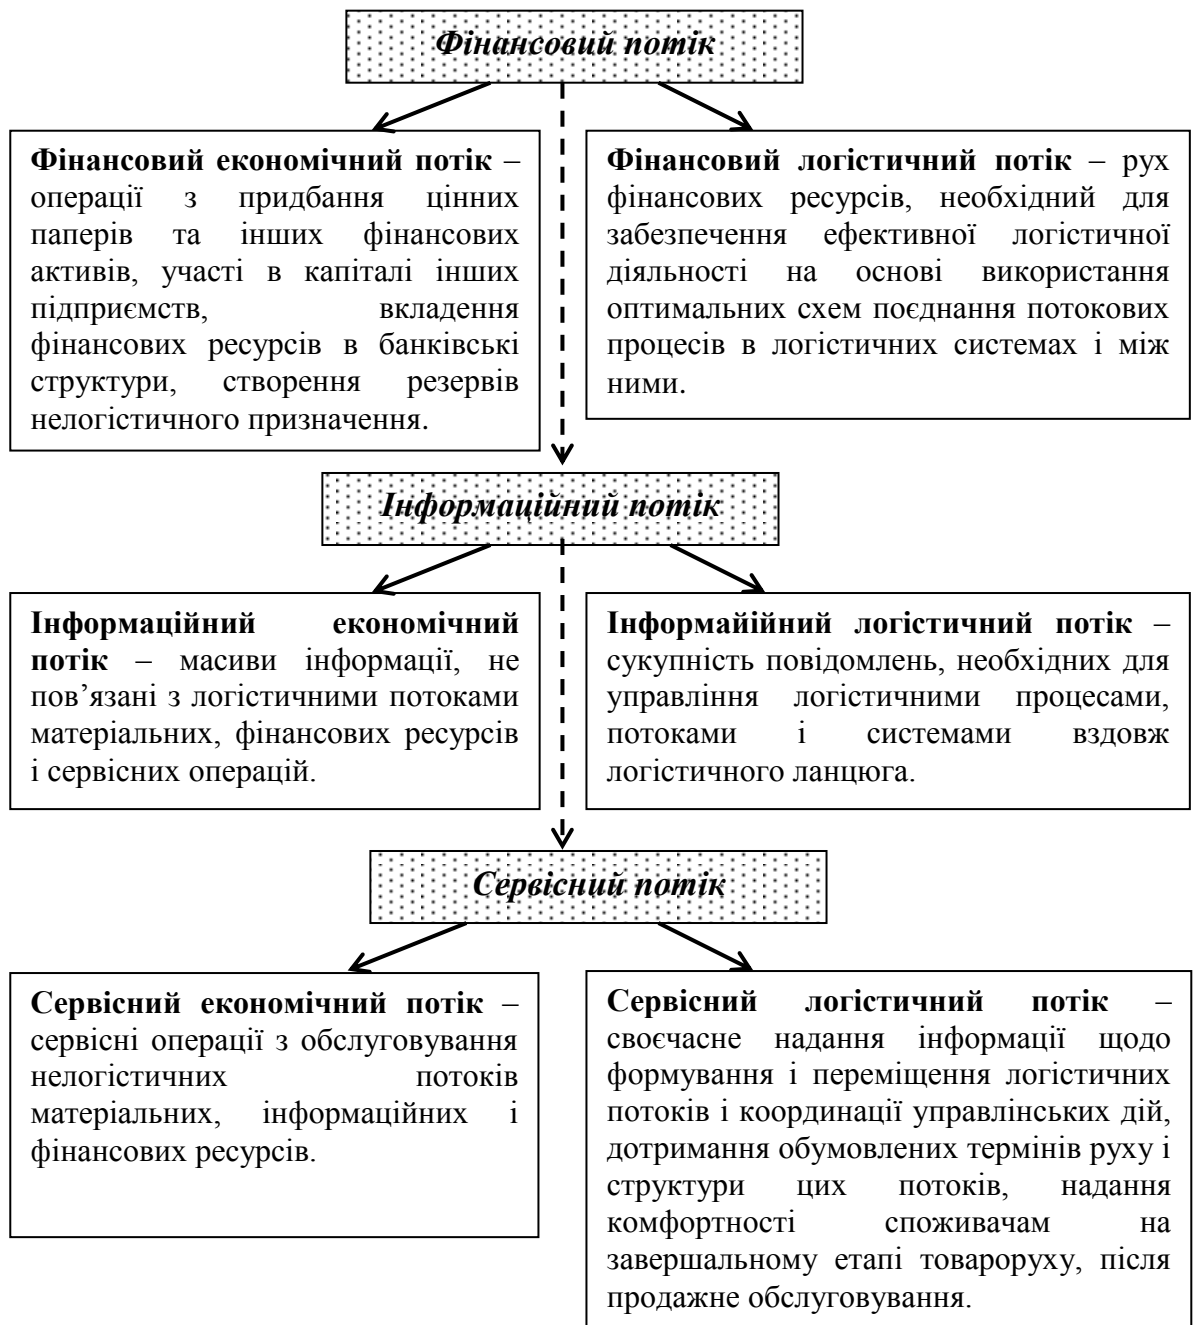 Фінансовий потік
Фінансовий економічний потік –
операції з придбання цінних
паперів та інших фінансових
активів, участі в капіталі інших
підприємств, вкладення
фінансових ресурсів в банківські
структури, створення резервів
нелогістичного призначення.
Фінансовий логістичний потік – рух
фінансових ресурсів, необхідний для
забезпечення ефективної логістичної
діяльності на основі використання
оптимальних схем поєднання потокових
процесів в логістичних системах і між
ними.
Інформаційний потік
Інформаційний економічний
потік – масиви інформації, не
пов’язані з логістичними потоками
матеріальних, фінансових ресурсів
і сервісних операцій.
Інформайійний логістичний потік –
сукупність повідомлень, необхідних для
управління логістичними процесами,
потоками і системами вздовж
логістичного ланцюга.
Сервісний потік
Сервісний економічний потік –
сервісні операції з обслуговування
нелогістичних потоків
матеріальних, інформаційних і
фінансових ресурсів.
Сервісний логістичний потік –
своєчасне надання інформації щодо
формування і переміщення логістичних
потоків і координації управлінських дій,
дотримання обумовлених термінів руху і
структури цих потоків, надання
комфортності споживачам на
завершальному етапі товароруху, після
продажне обслуговування.